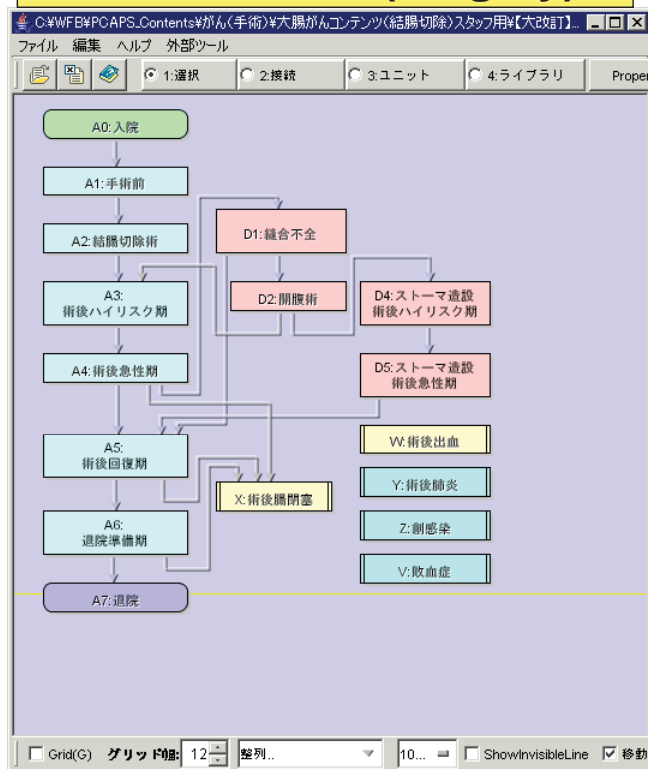 C:¥WFB¥PCAPS_Contents¥がん(手術)¥大腸がんコンテンツ(結腸切除)スタッフ用¥【大改訂】...
ファイル 編集 ヘルプ 外部ツール
1:選択 2:接続 3:ユニット 4:ライブラリ Proper
A0:入院
A1:手術前
A2:結腸切除術
D1:縫合不全
A3:
術後ハイリスク期
D2:開腹術
D4:ストーマ造設
術後ハイリスク期
A4:術後急性期
D5:ストーマ造設
術後急性期
A5:
術後回復期
W:術後出血
X:術後腸閉塞
Y:術後肺炎
A6:
退院準備期
Z:創感染
V:敗血症
A7:退院
Grid(G) グリッド幅: 12 整列.. 10... ShowInvisibleLine 移動